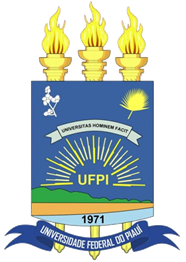 UNIVERSITAS HOMINEM FACIT
UFPI
1971
UNIVERSIDADE FEDERAL DO PIAUÍ